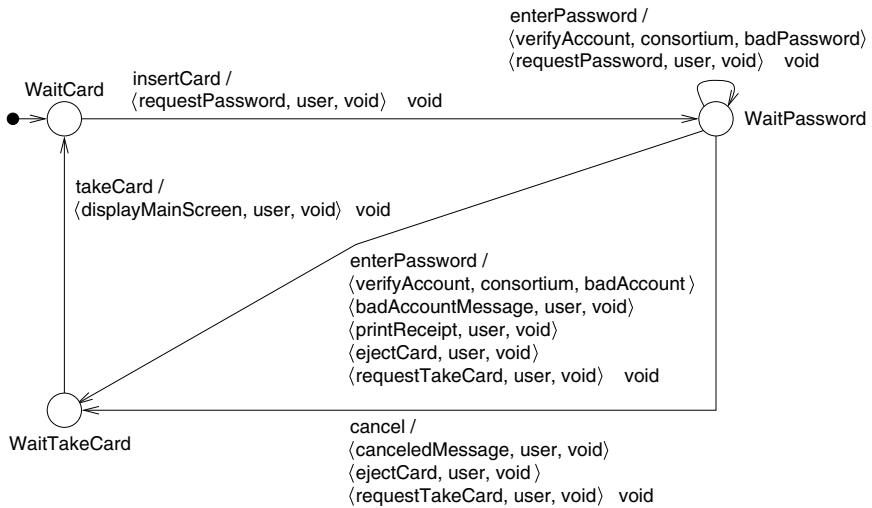 enterPassword /
⟨verifyAccount, consortium, badPassword⟩
⟨requestPassword, user, void⟩ void
WaitCard
insertCard /
⟨requestPassword, user, void⟩ void
WaitPassword
takeCard /
⟨displayMainScreen, user, void⟩ void
enterPassword /
⟨verifyAccount, consortium, badAccount⟩
⟨badAccountMessage, user, void⟩
⟨printReceipt, user, void⟩
⟨ejectCard, user, void⟩
⟨requestTakeCard, user, void⟩ void
WaitTakeCard
cancel /
⟨canceledMessage, user, void⟩
⟨ejectCard, user, void⟩
⟨requestTakeCard, user, void⟩ void